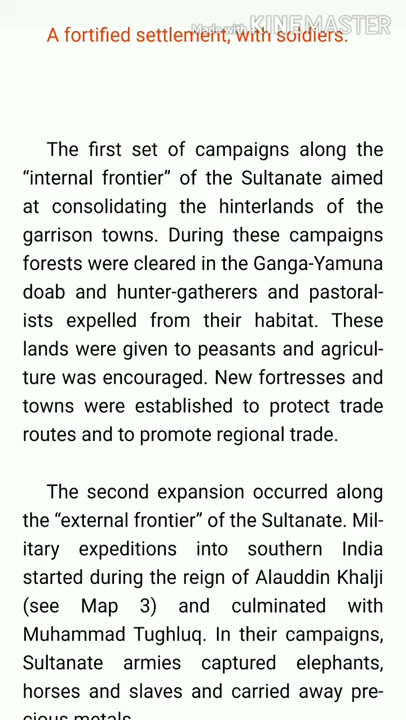 Made with KINEMASTER
A fortified settlement, with soldiers.
The first set of campaigns along the
“internal frontier” of the Sultanate aimed
at consolidating the hinterlands of the
garrison towns. During these campaigns
forests were cleared in the Ganga-Yamuna
doab and hunter-gatherers and pastoral-
ists expelled from their habitat. These
lands were given to peasants and agricul-
ture was encouraged. New fortresses and
towns were established to protect trade
routes and to promote regional trade.
The second expansion occurred along
the “external frontier” of the Sultanate. Mil-
itary expeditions into southern India
started during the reign of Alauddin Khalji
(see Map 3) and culminated with
Muhammad Tughluq. In their campaigns,
Sultanate armies captured elephants,
horses and slaves and carried away pre-
cious metals.